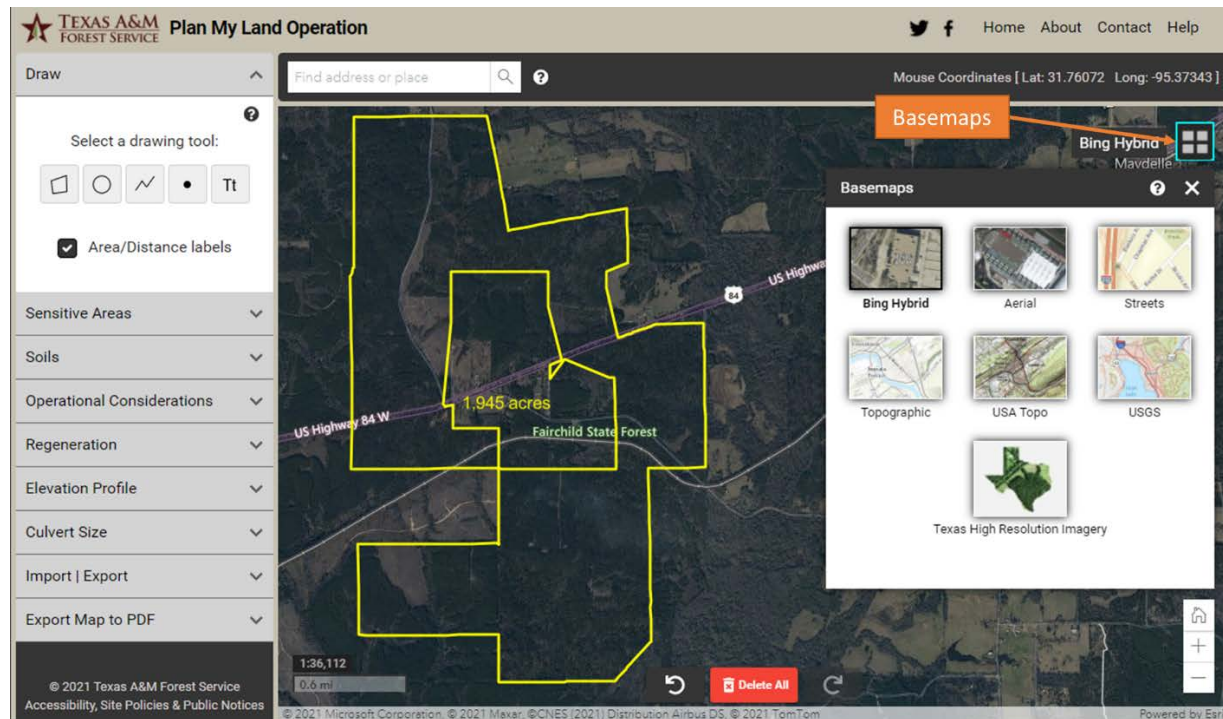 TEXAS A&M
FOREST SERVICE
Plan My Land Operation
Home About Contact Help
Draw
Find address or place
Mouse Coordinates [ Lat: 31.76072 Long: -95.37343 ]
Select a drawing tool:
Tt
Area/Distance labels
Sensitive Areas
Soils
Operational Considerations
Regeneration
Elevation Profile
Culvert Size
Import | Export
Export Map to PDF
© 2021 Texas A&M Forest Service
Accessibility, Site Policies & Public Notices
Basemaps
Bing Hybrid
Maydelle
US Highway
84
1,945 acres
US Highway 84 W
Fairchild State Forest
Basemaps
Bing Hybrid
Aerial
Streets
Topographic
USA Topo
USGS
Texas High Resolution Imagery
1:36,112
0.6 mi
Delete All
© 2021 Microsoft Corporation, © 2021 Maxar, ©CNES (2021) Distribution Airbus DS, © 2021 TomTom
Powered by Esri